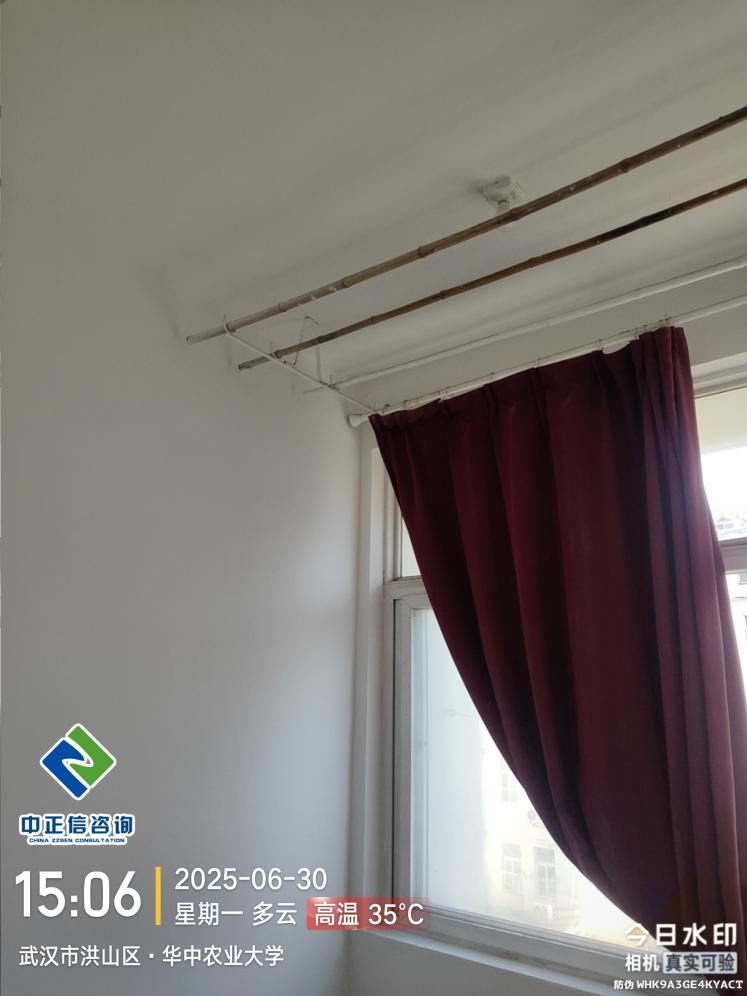 中正信咨询
CHINA ZZSEN CONSULTATION
15:06
2025-06-30
星期一 多云 高温 35°C
武汉市洪山区·华中农业大学
今日水印
相机 真实可验
防伪 WHK9A3GE4KYACT